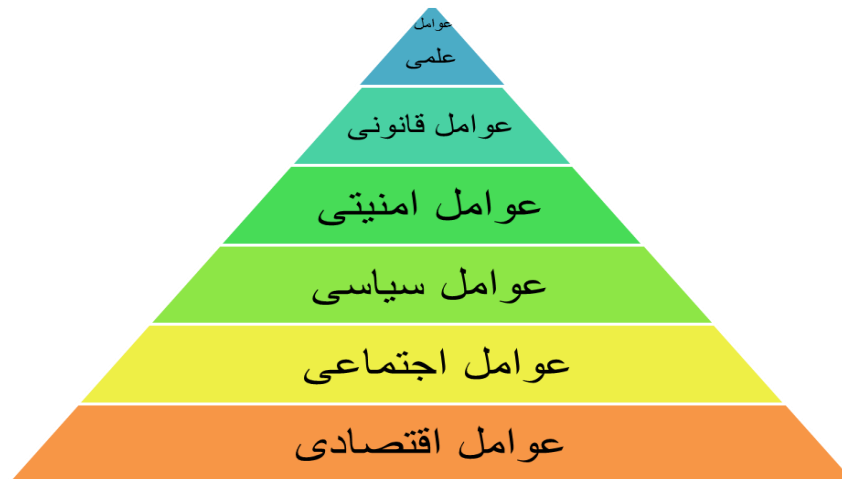 عوامل
علمی
عوامل قانونی
عوامل امنیتی
عوامل سیاسی
عوامل اجتماعی
عوامل اقتصادی